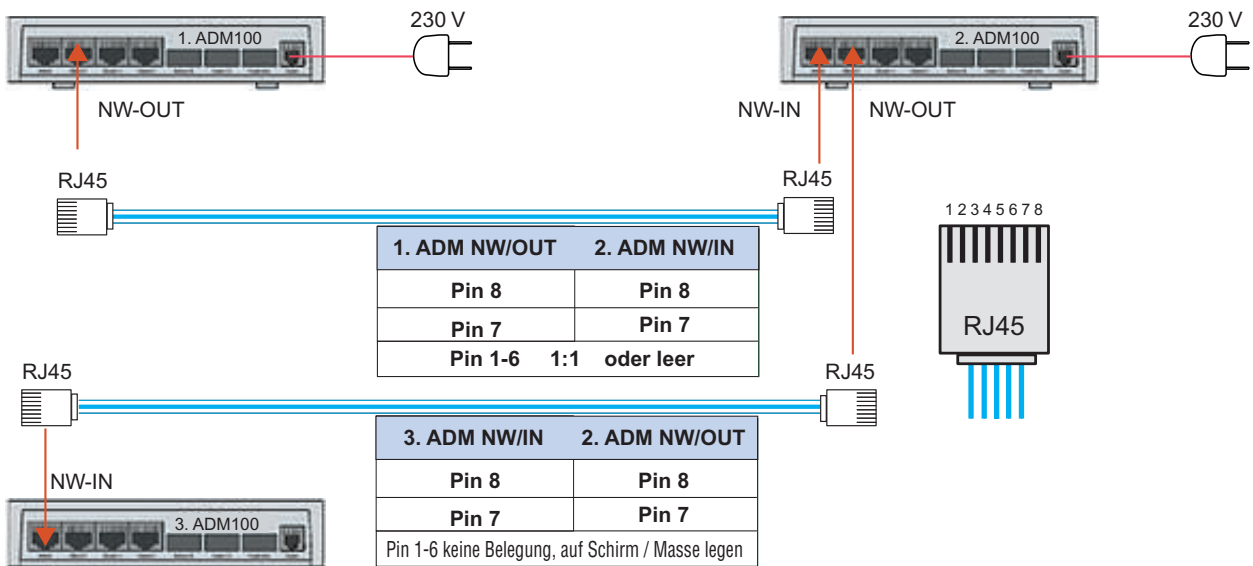 230 V
230 V
1. ADM100
2. ADM100
NW-OUT
NW-IN
NW-OUT
RJ45
RJ45
1 2 3 4 5 6 7 8
RJ45
1. ADM NW/OUT 2. ADM NW/IN
Pin 8 Pin 8
Pin 7 Pin 7
Pin 1-6 1:1 oder leer
RJ45
RJ45
3. ADM NW/IN 2. ADM NW/OUT
Pin 8 Pin 8
Pin 7 Pin 7
Pin 1-6 keine Belegung, auf Schirm / Masse legen
NW-IN
3. ADM100